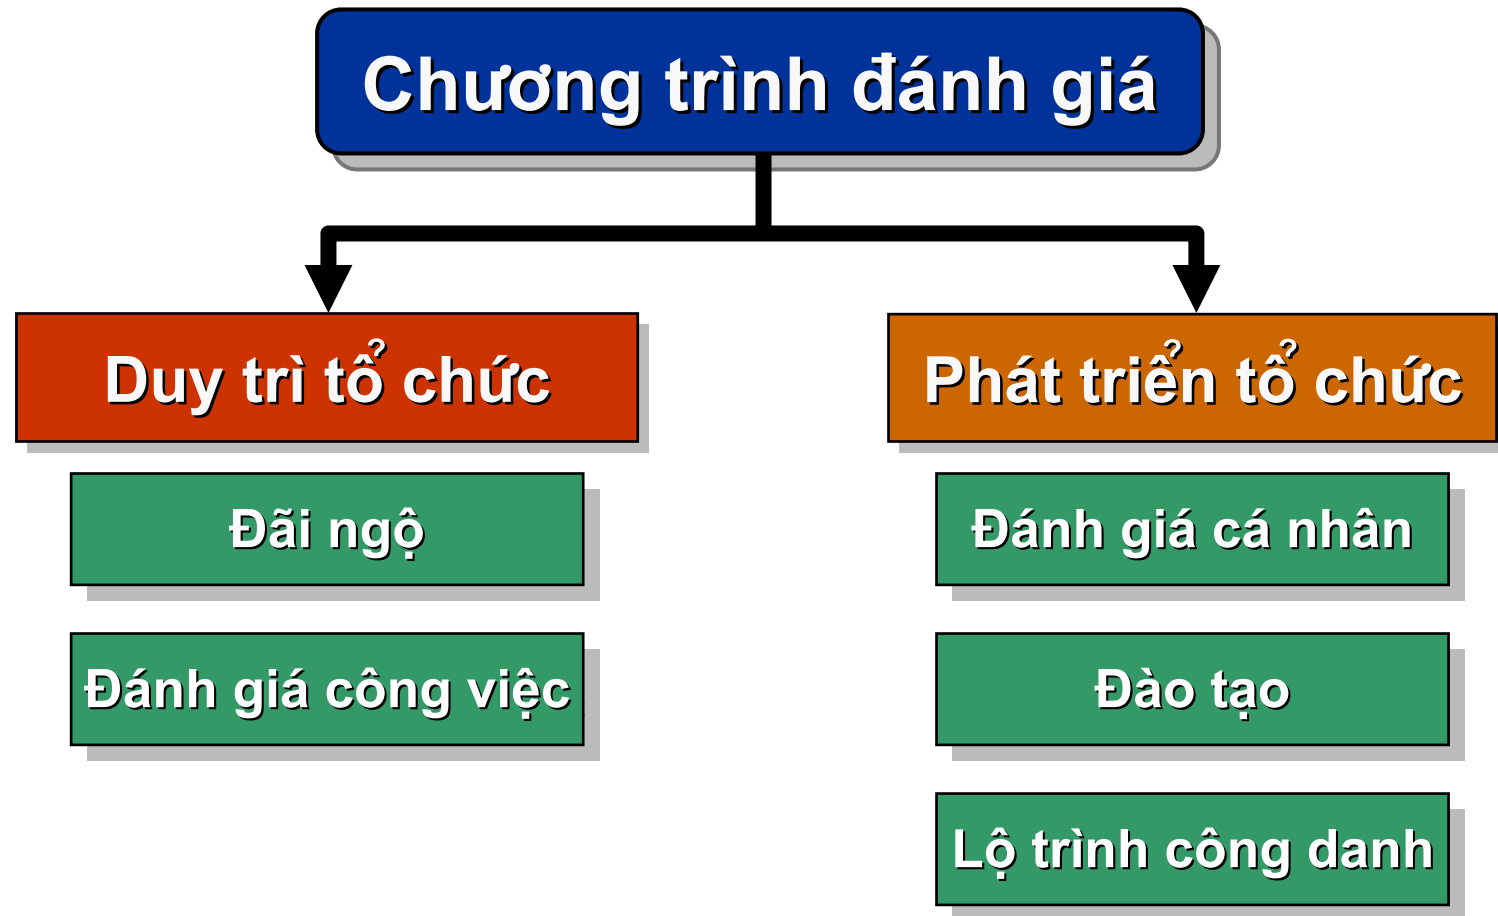 Chương trình đánh giá
Duy trì tổ chức
Đãi ngộ
Đánh giá công việc
Phát triển tổ chức
Đánh giá cá nhân
Đào tạo
Lộ trình công danh